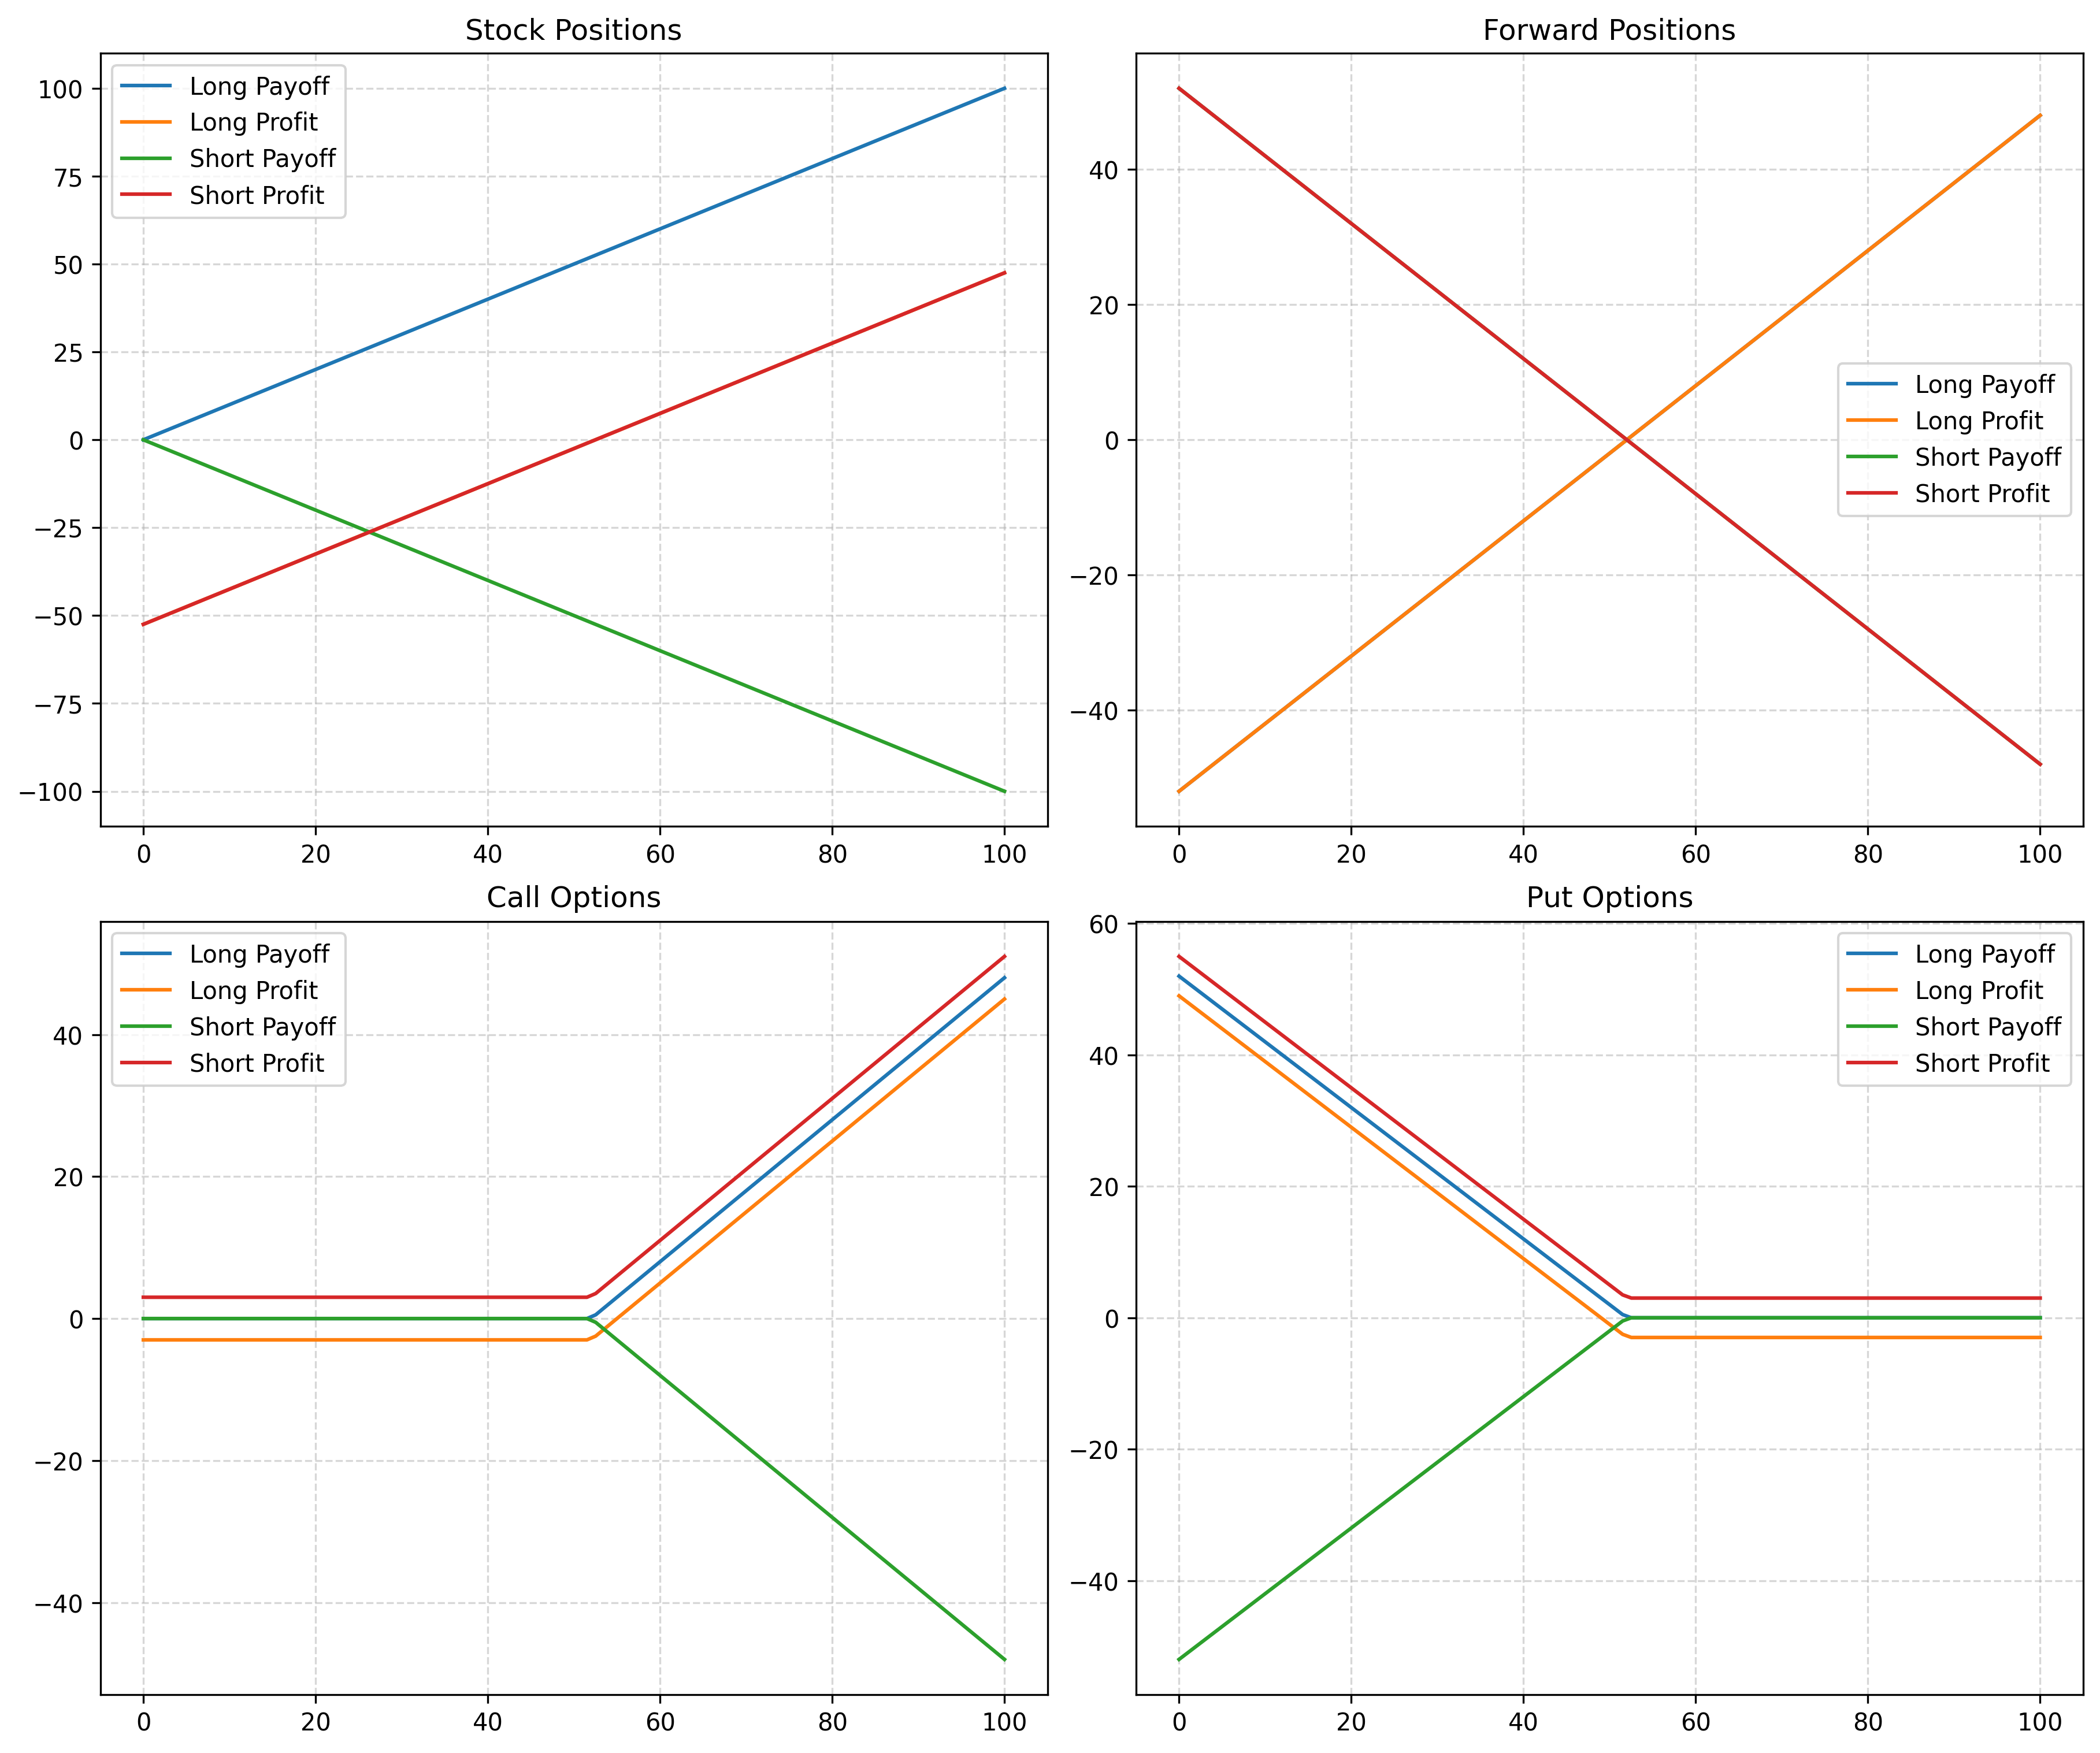 Stock Positions
Long Payoff
Long Profit
Short Payoff
Short Profit
100
75
50
25
0
−25
−50
−75
−100
0 20 40 60 80 100
Forward Positions
40
20
0
−20
−40
Long Payoff
Long Profit
Short Payoff
Short Profit
0 20 40 60 80 100
Call Options
Long Payoff
Long Profit
Short Payoff
Short Profit
40
20
0
−20
−40
0 20 40 60 80 100
Put Options
Long Payoff
Long Profit
Short Payoff
Short Profit
60
40
20
0
−20
−40
0 20 40 60 80 100